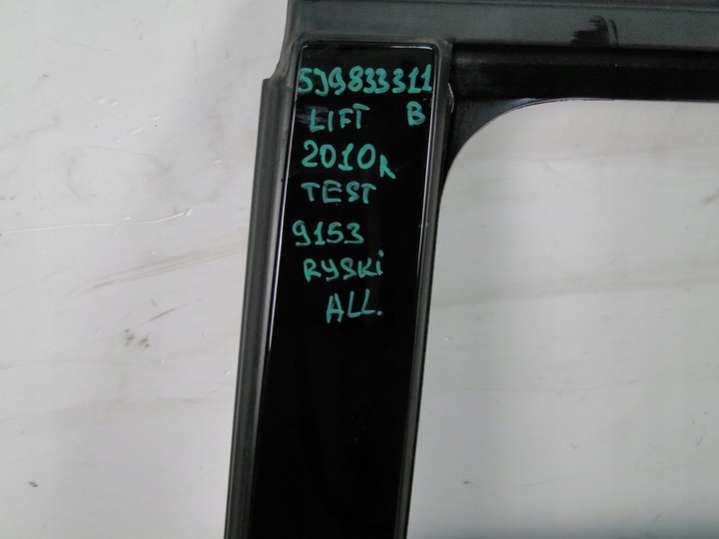 5J9833311
LIFT B
2010R
TEST
9153
RYSKi
ALL.